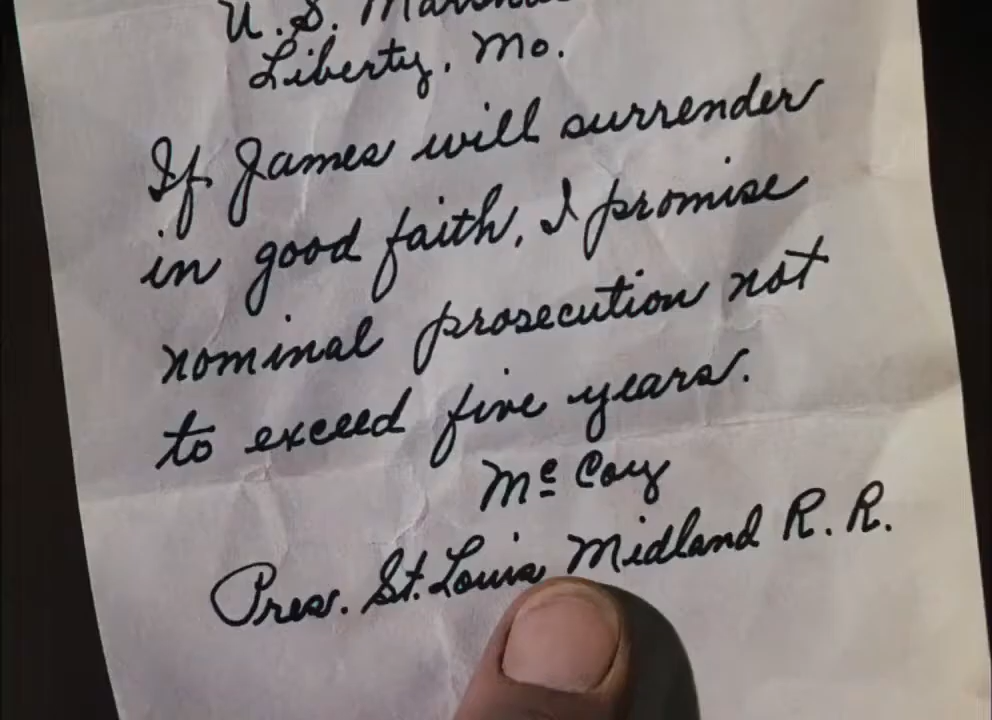 U. S. Marshal
Liberty, Mo.
If James will surrender
in good faith, I promise
nominal prosecution not
to exceed five years.
McCoy
Pres. St. Louis Midland R. R.